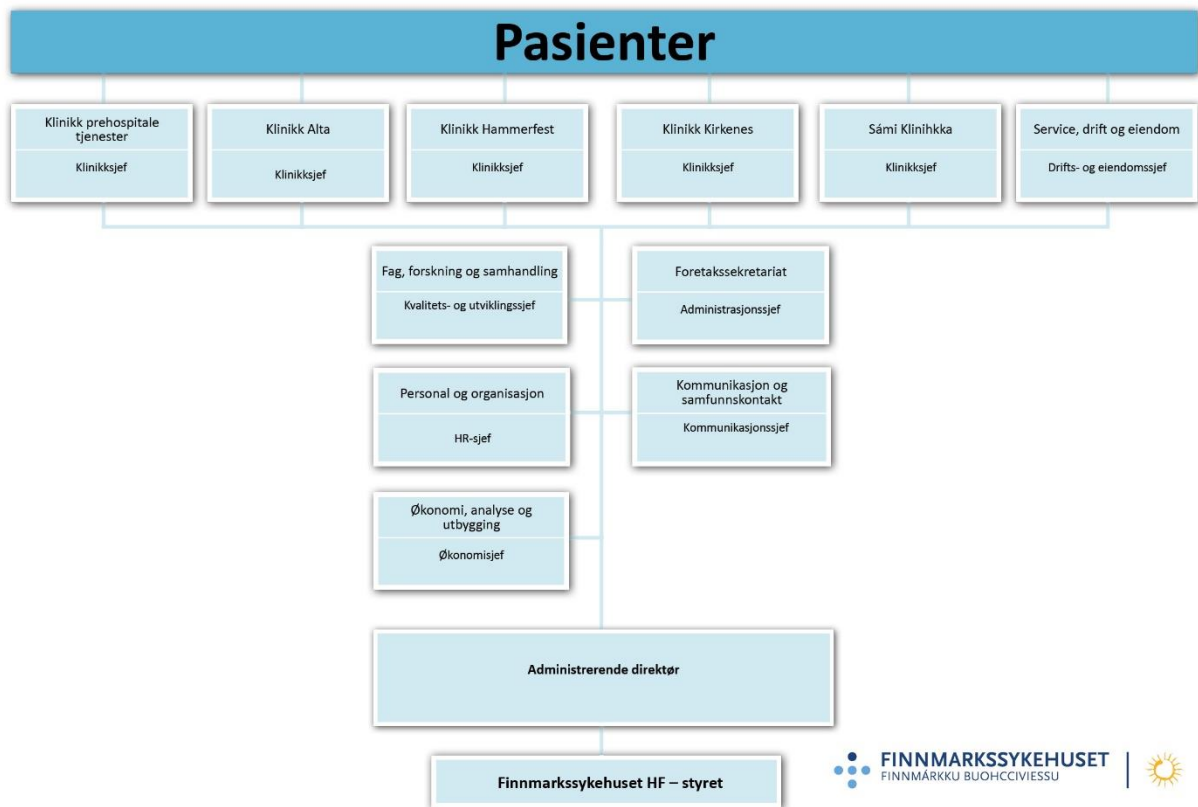 Pasienter
Klinikk prehospitale
tjenester
Klinikksjef
Klinikk Alta
Klinikksjef
Klinikk Hammerfest
Klinikksjef
Klinikk Kirkenes
Klinikksjef
Sámi Klinihkka
Klinikksjef
Service, drift og eiendom
Drifts- og eiendomssjef
Fag, forskning og samhandling
Kvalitets- og utviklingssjef
Foretakssekretariat
Administrasjonssjef
Personal og organisasjon
HR-sjef
Kommunikasjon og
samfunnskontakt
Kommunikasjonssjef
Økonomi, analyse og
utbygging
Økonomisjef
Administrerende direktør
Finnmarkssykehuset HF – styret
FINNMARKSSYKEHUSET
FINNMÁRKKU BUOHCCIVIESSU